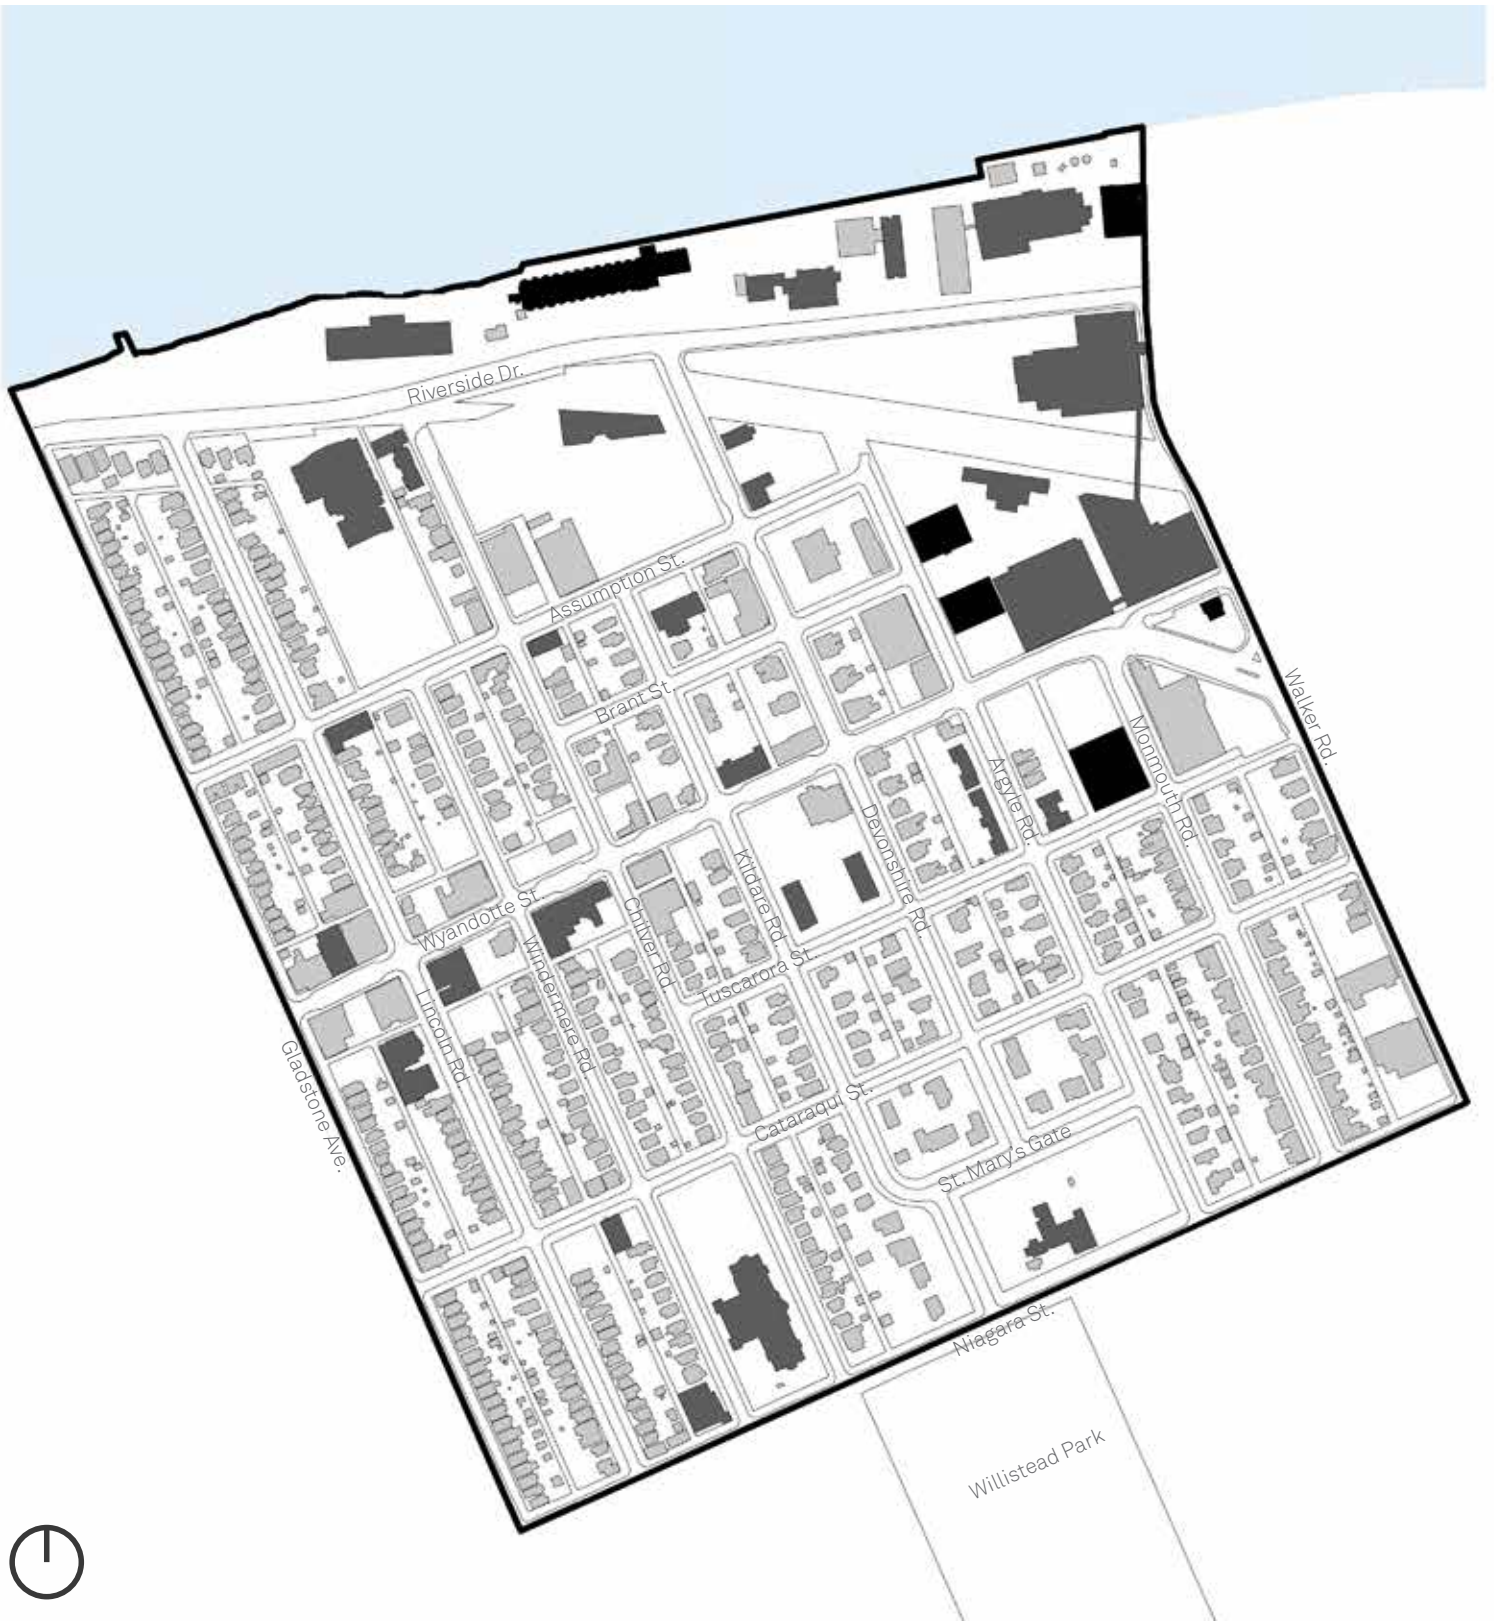 Riverside Dr.
Assumption St.
Brant St.
Walker Rd.
Monmouth Rd.
Argyle Rd.
Devonshire Rd.
Kildare Rd.
Chilver Rd.
Wyandotte St.
Windermere Rd.
Tuscarora St.
Lincoln Rd.
Gladstone Ave.
Cataraqui St.
St. Mary's Gate
Niagara St.
Willistead Park